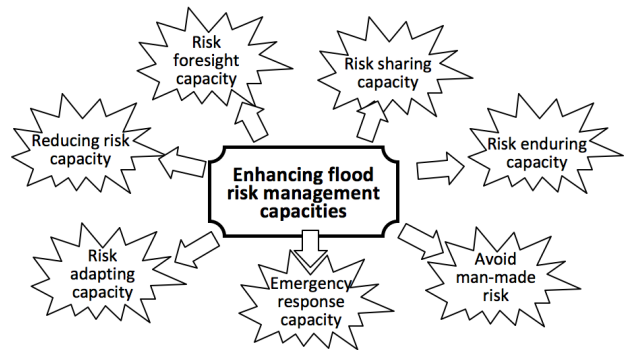 Risk
foresight
capacity
Risk sharing
capacity
Reducing risk
capacity
Risk enduring
capacity
Enhancing flood
risk management
capacities
Risk
adapting
capacity
Emergency
response
capacity
Avoid
man-made
risk